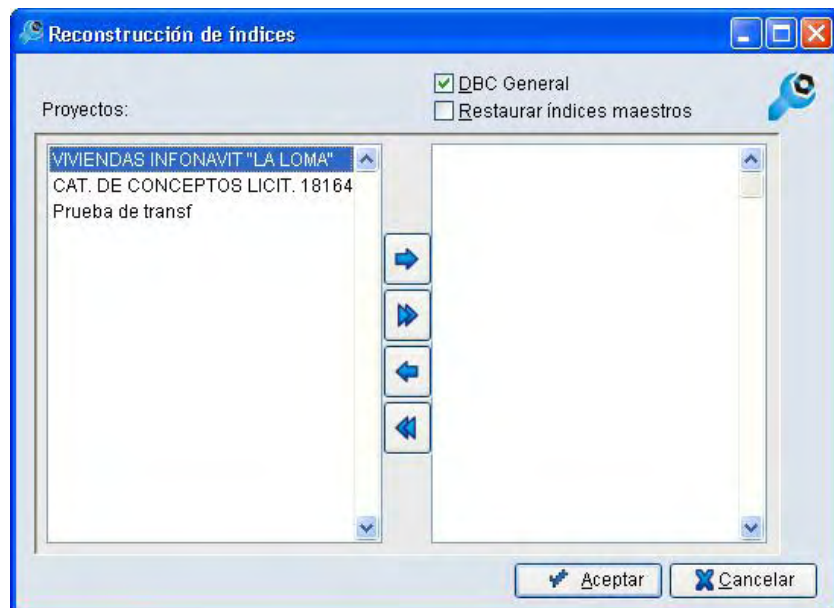 Reconstrucción de índices
DBC General
Proyectos:
Restaurar índices maestros
VIVIENDAS INFONAVIT "LA LOMA"
CAT. DE CONCEPTOS LICIT. 18164
Prueba de transf
Aceptar
Cancelar